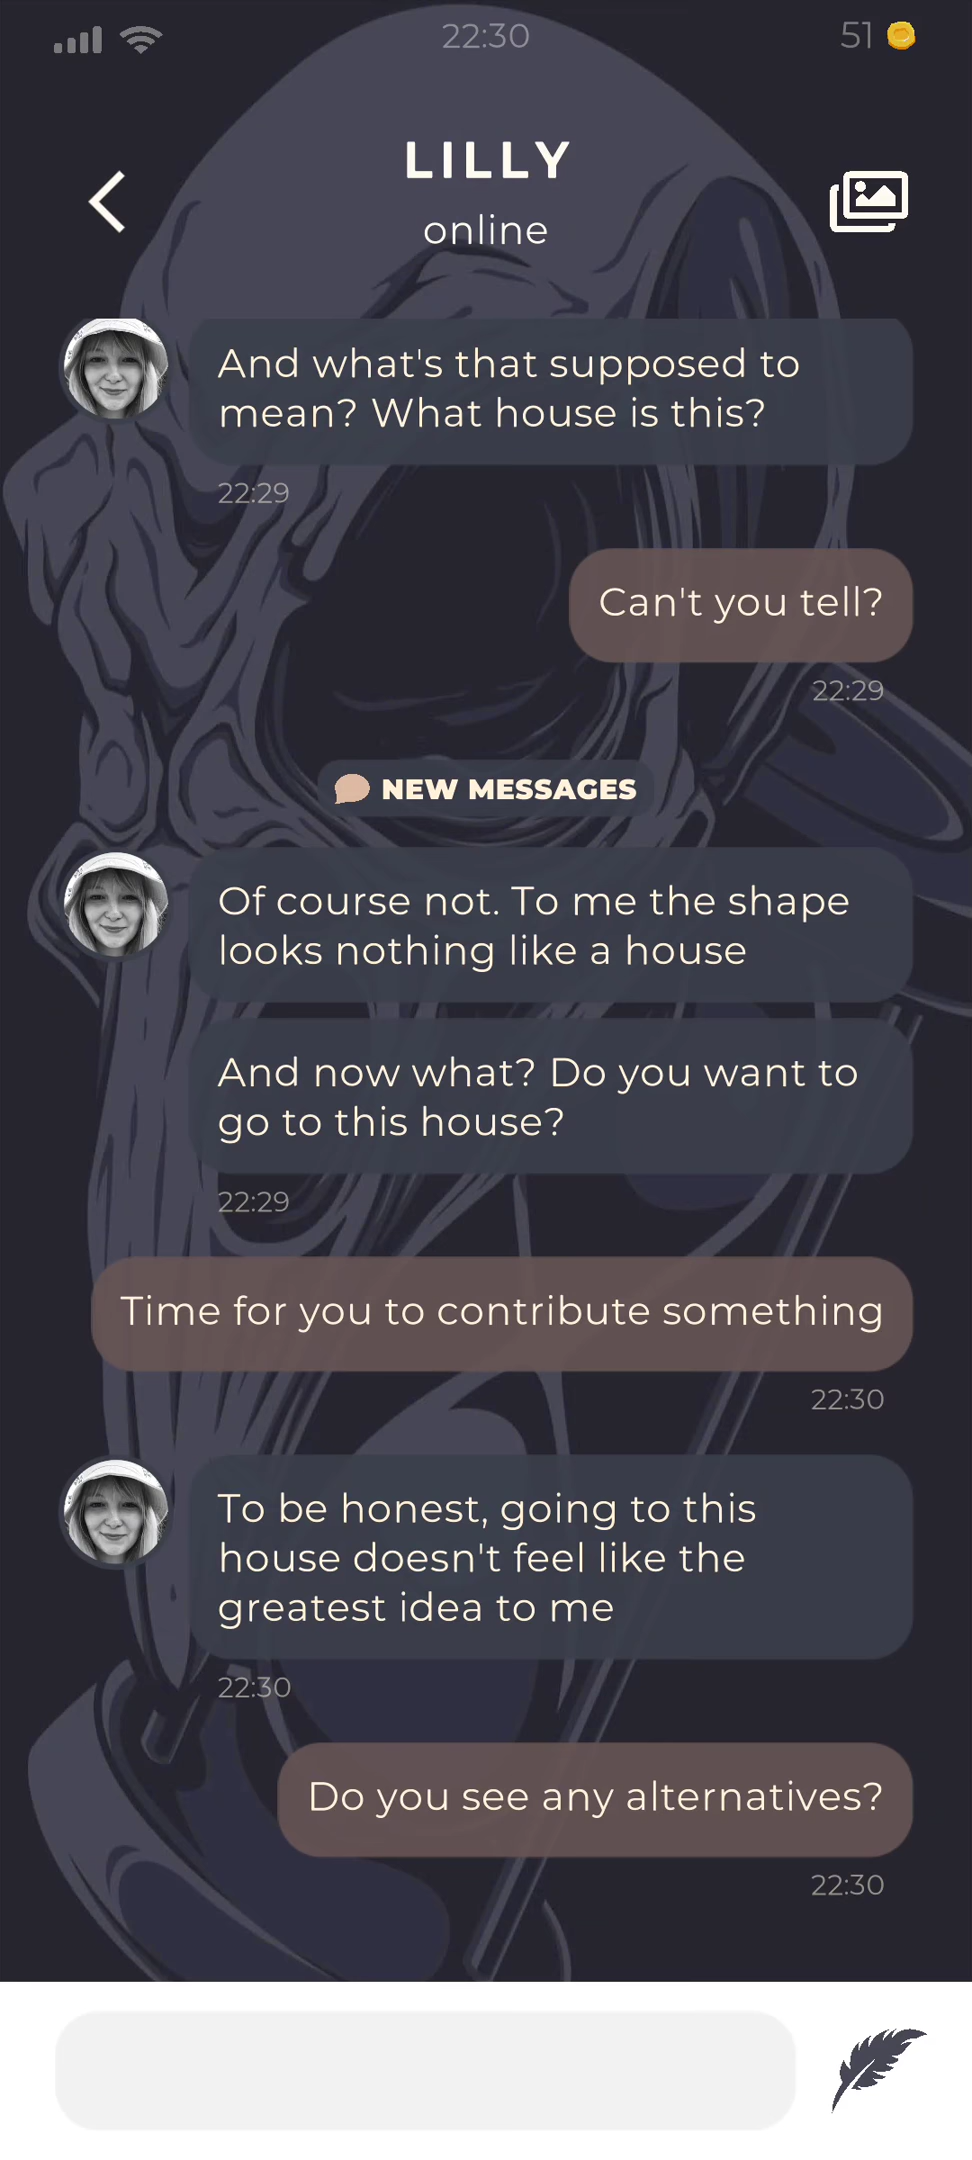 22:30
51
LILLY
online
And what's that supposed to
mean? What house is this?
22:29
Can't you tell?
22:29
NEW MESSAGES
Of course not. To me the shape
looks nothing like a house
And now what? Do you want to
go to this house?
22:29
Time for you to contribute something
22:30
To be honest, going to this
house doesn't feel like the
greatest idea to me
22:30
Do you see any alternatives?
22:30